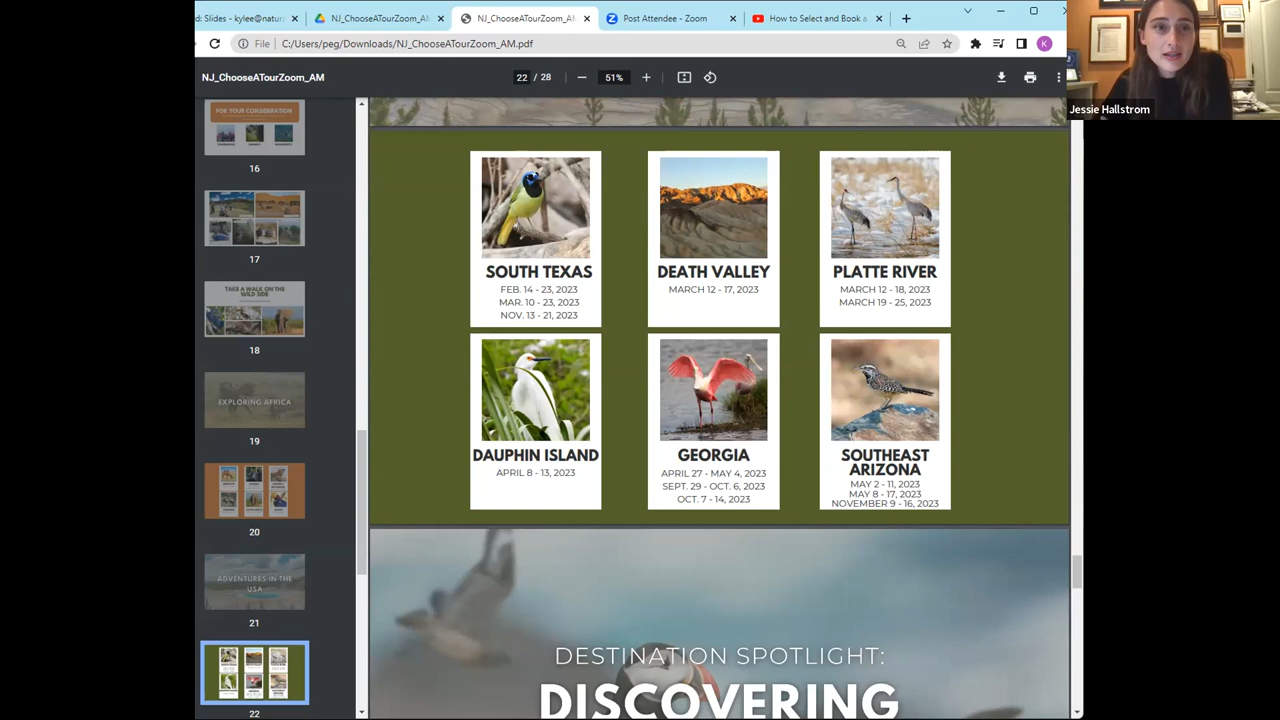 d: Slides - kylee@natur
NJ_ChooseATourZoom_AM
NJ_ChooseATourZoom_AM
Post Attendee - Zoom
How to Select and Book a
File
C:/Users/peg/Downloads/NJ_ChooseATourZoom_AM.pdf
K
NJ_ChooseATourZoom_AM
22 / 28
51%
Jessie Hallstrom
FOR YOUR CONSIDERATION
16
17
TAKE A WALK ON THE
WILD SIDE
18
EXPLORING AFRICA
19
20
ADVENTURES IN THE
USA
21
22
SOUTH TEXAS
FEB. 14 - 23, 2023
MAR. 10 - 23, 2023
NOV. 13 - 21, 2023
DEATH VALLEY
MARCH 12 - 17, 2023
PLATTE RIVER
MARCH 12 - 18, 2023
MARCH 19 - 25, 2023
DAUPHIN ISLAND
APRIL 8 - 13, 2023
GEORGIA
APRIL 27 - MAY 4, 2023
SEPT. 29 - OCT. 6, 2023
OCT. 7 - 14, 2023
SOUTHEAST
ARIZONA
MAY 2 - 11, 2023
MAY 8 - 17, 2023
NOVEMBER 9 - 16, 2023
DESTINATION SPOTLIGHT:
DISCOVERING